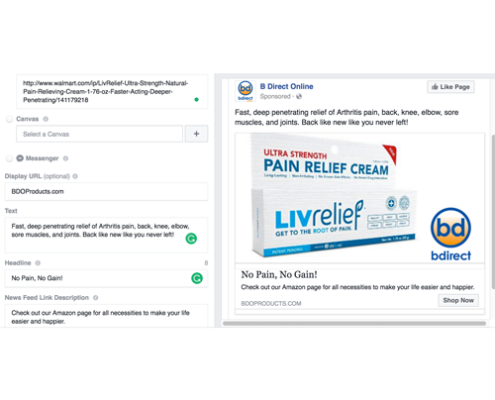 http://www.walmart.com/ip/LivRelief-Ultra-Strength-Natural-
Pain-Relieving-Cream-1-76-oz-Faster-Acting-Deeper-
Penetrating/141179218
Canvas
Select a Canvas
+
Messenger
Display URL (optional)
BDOProducts.com
Text
Fast, deep penetrating relief of Arthritis pain, back, knee, elbow,
sore muscles, and joints. Back like new like you never left!
Headline
No Pain, No Gain!
News Feed Link Description
Check out our Amazon page for all necessities to make your life
easier and happier.
bd
bdirect
B Direct Online
Sponsored ·
Like Page
Fast, deep penetrating relief of Arthritis pain, back, knee, elbow, sore
muscles, and joints. Back like new like you never left!
ULTRA STRENGTH
PAIN RELIEF CREAM
LIVrelief
GET TO THE ROOT OF PAIN
bd
bdirect
No Pain, No Gain!
Check out our Amazon page for all necessities to make your life easier and happier.
BDOPRODUCTS.COM
Shop Now